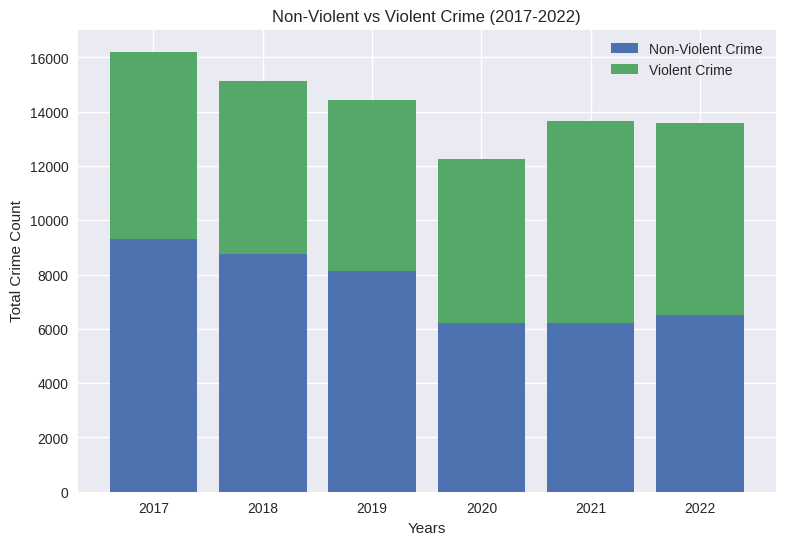 Non-Violent vs Violent Crime (2017-2022)
Non-Violent Crime
Violent Crime
Total Crime Count
16000
14000
12000
10000
8000
6000
4000
2000
0
2017 2018 2019 2020 2021 2022
Years